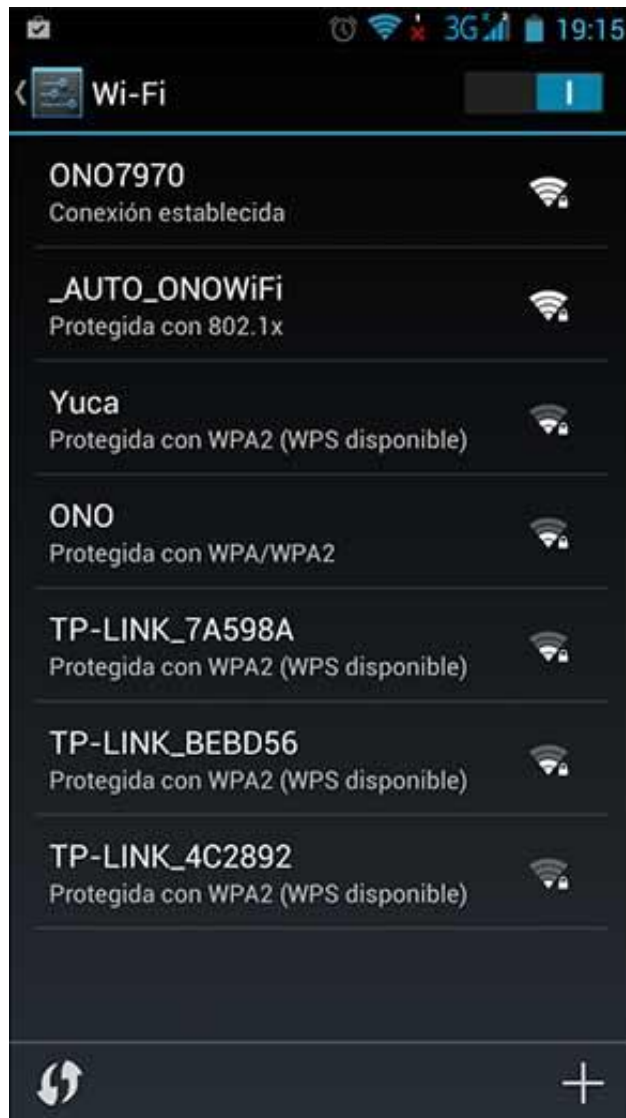 3G 19:15
Wi-Fi
ONO7970
Conexión establecida
_AUTO_ONOWiFi
Protegida con 802.1x
Yuca
Protegida con WPA2 (WPS disponible)
ONO
Protegida con WPA/WPA2
TP-LINK_7A598A
Protegida con WPA2 (WPS disponible)
TP-LINK_BEBD56
Protegida con WPA2 (WPS disponible)
TP-LINK_4C2892
Protegida con WPA2 (WPS disponible)